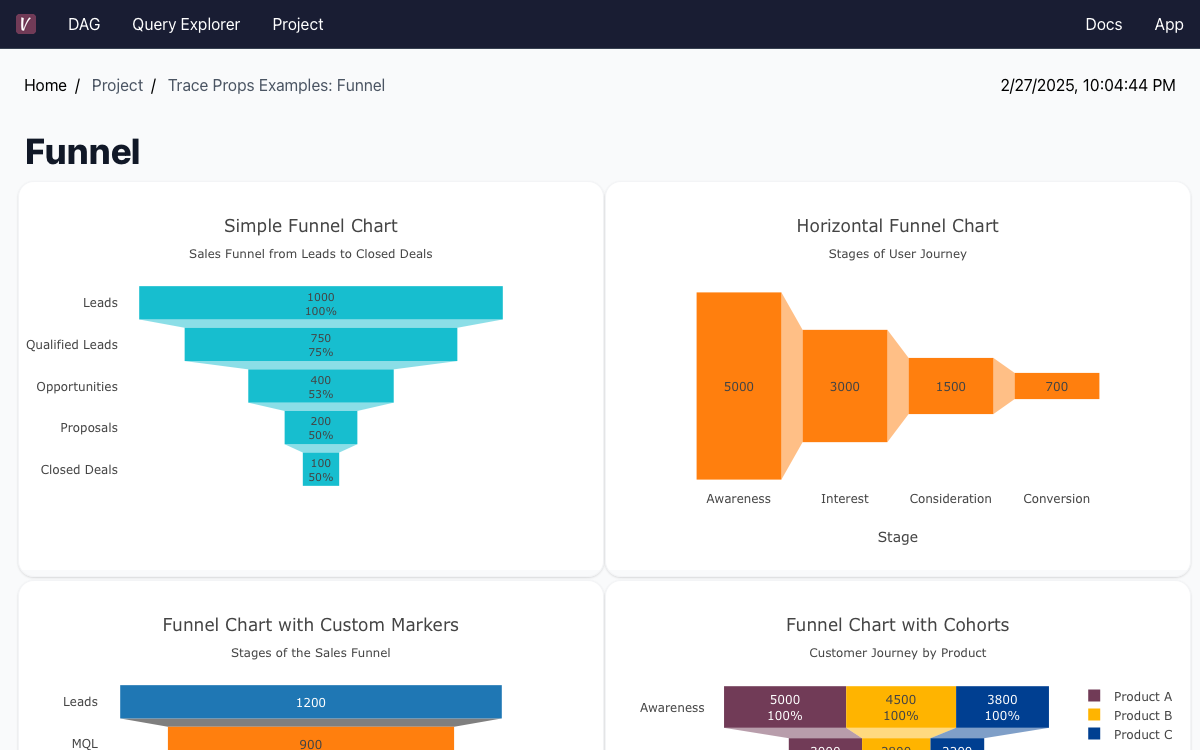 DAG Query Explorer Project Docs App
Home / Project / Trace Props Examples: Funnel 2/27/2025, 10:04:44 PM
Funnel
Simple Funnel Chart
Sales Funnel from Leads to Closed Deals
Leads 1000
100%
Qualified Leads 750
75%
Opportunities 400
53%
Proposals 200
50%
Closed Deals 100
50%
Horizontal Funnel Chart
Stages of User Journey
5000 3000 1500 700
Awareness Interest Consideration Conversion
Stage
Funnel Chart with Custom Markers
Stages of the Sales Funnel
Leads 1200
MQL 900
Funnel Chart with Cohorts
Customer Journey by Product
Awareness 5000 4500 3800
100% 100% 100%
Product A
Product B
Product C